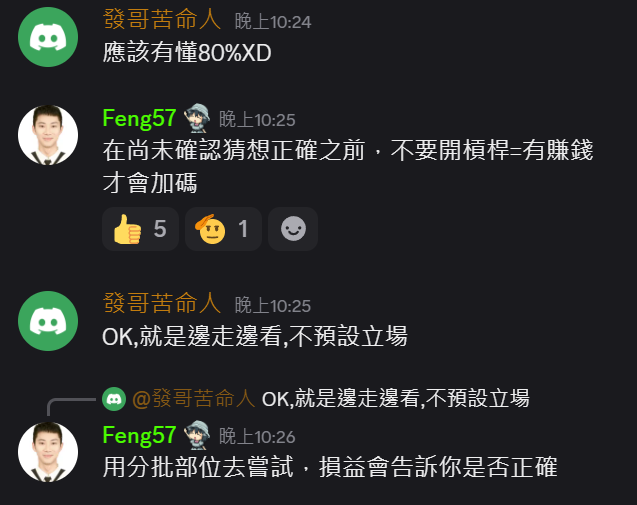 發哥苦命人 晚上10:24
應該有懂80%XD
Feng57 晚上10:25
在尚未確認猜想正確之前，不要開槓桿=有賺錢
才會加碼
5 1
發哥苦命人 晚上10:25
OK,就是邊走邊看,不預設立場
@發哥苦命人 OK,就是邊走邊看,不預設立場
Feng57 晚上10:26
用分批部位去嘗試，損益會告訴你是否正確